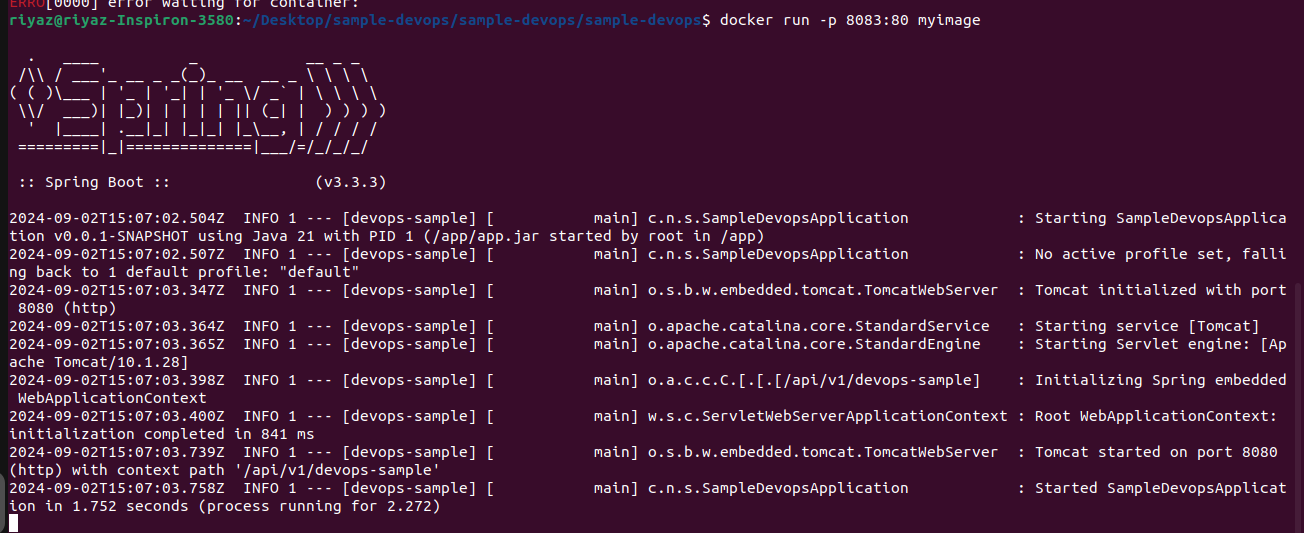 ERRO[0000] error waiting for container:
riyaz@riyaz-Inspiron-3580:~/Desktop/sample-devops/sample-devops/sample-devops$ docker run -p 8083:80 myimage

  .   ____          _            __ _ _
 /\\ / ___'_ __ _ _(_)_ __  __ _ \ \ \ \
( ( )\___ | '_ | '_| | '_ \/ _` | \ \ \ \
 \\/  ___)| |_)| | | | | || (_| |  ) ) ) )
  '  |____| .__|_| |_|_| |_\__, | / / / /
 =========|_|==============|___/=/_/_/_/

 :: Spring Boot ::                (v3.3.3)

2024-09-02T15:07:02.504Z  INFO 1 --- [devops-sample] [           main] c.n.s.SampleDevopsApplication            : Starting SampleDevopsApplica
tion v0.0.1-SNAPSHOT using Java 21 with PID 1 (/app/app.jar started by root in /app)
2024-09-02T15:07:02.507Z  INFO 1 --- [devops-sample] [           main] c.n.s.SampleDevopsApplication            : No active profile set, falli
ng back to 1 default profile: "default"
2024-09-02T15:07:03.347Z  INFO 1 --- [devops-sample] [           main] o.s.b.w.embedded.tomcat.TomcatWebServer  : Tomcat initialized with port
 8080 (http)
2024-09-02T15:07:03.364Z  INFO 1 --- [devops-sample] [           main] o.apache.catalina.core.StandardService   : Starting service [Tomcat]
2024-09-02T15:07:03.365Z  INFO 1 --- [devops-sample] [           main] o.apache.catalina.core.StandardEngine    : Starting Servlet engine: [Ap
ache Tomcat/10.1.28]
2024-09-02T15:07:03.398Z  INFO 1 --- [devops-sample] [           main] o.a.c.c.C.[.[.[/api/v1/devops-sample]    : Initializing Spring embedded
 WebApplicationContext
2024-09-02T15:07:03.400Z  INFO 1 --- [devops-sample] [           main] w.s.c.ServletWebServerApplicationContext : Root WebApplicationContext:
initialization completed in 841 ms
2024-09-02T15:07:03.739Z  INFO 1 --- [devops-sample] [           main] o.s.b.w.embedded.tomcat.TomcatWebServer  : Tomcat started on port 8080
(http) with context path '/api/v1/devops-sample'
2024-09-02T15:07:03.758Z  INFO 1 --- [devops-sample] [           main] c.n.s.SampleDevopsApplication            : Started SampleDevopsApplicat
ion in 1.752 seconds (process running for 2.272)